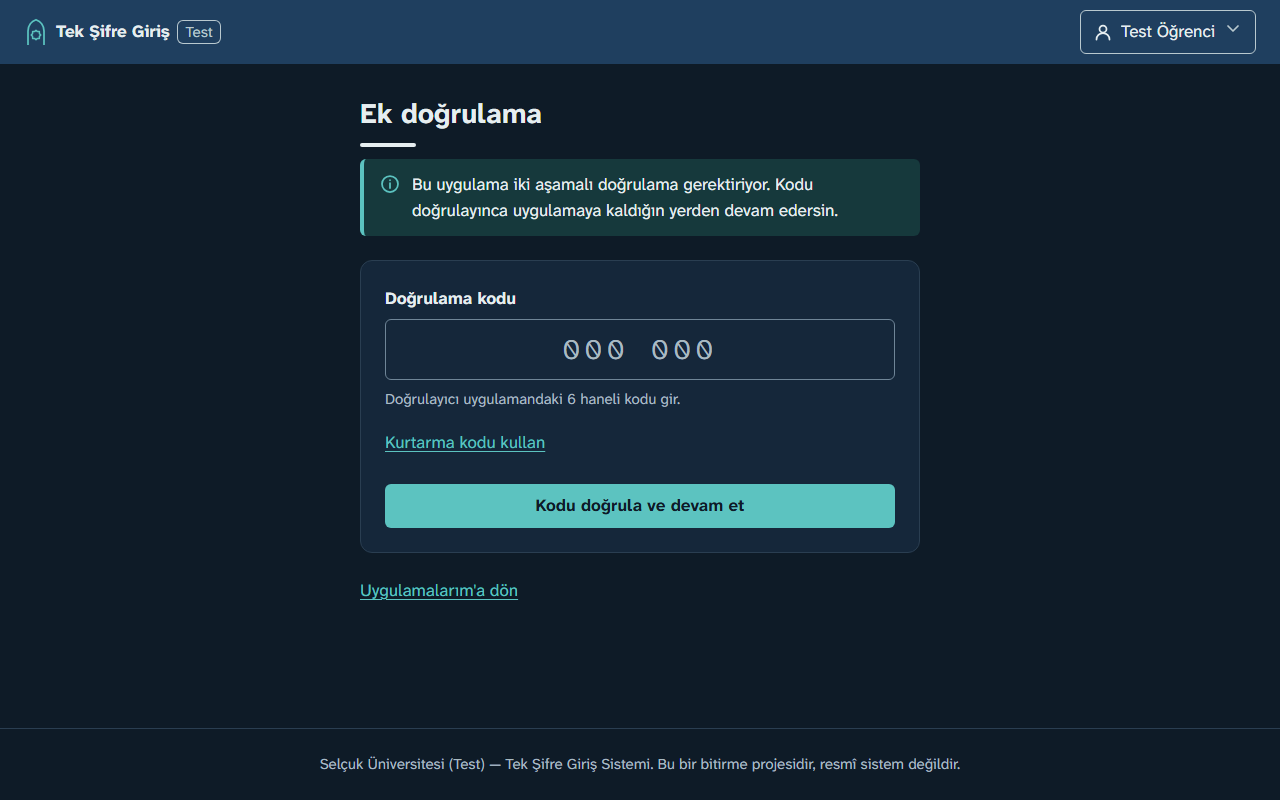 Tek Şifre Giriş Test
Test Öğrenci
Ek doğrulama
Bu uygulama iki aşamalı doğrulama gerektiriyor. Kodu
doğrulayınca uygulamaya kaldığın yerden devam edersin.
Doğrulama kodu
000 000
Doğrulayıcı uygulamandaki 6 haneli kodu gir.
Kurtarma kodu kullan
Kodu doğrula ve devam et
Uygulamalarım'a dön
Selçuk Üniversitesi (Test) — Tek Şifre Giriş Sistemi. Bu bir bitirme projesidir, resmî sistem değildir.